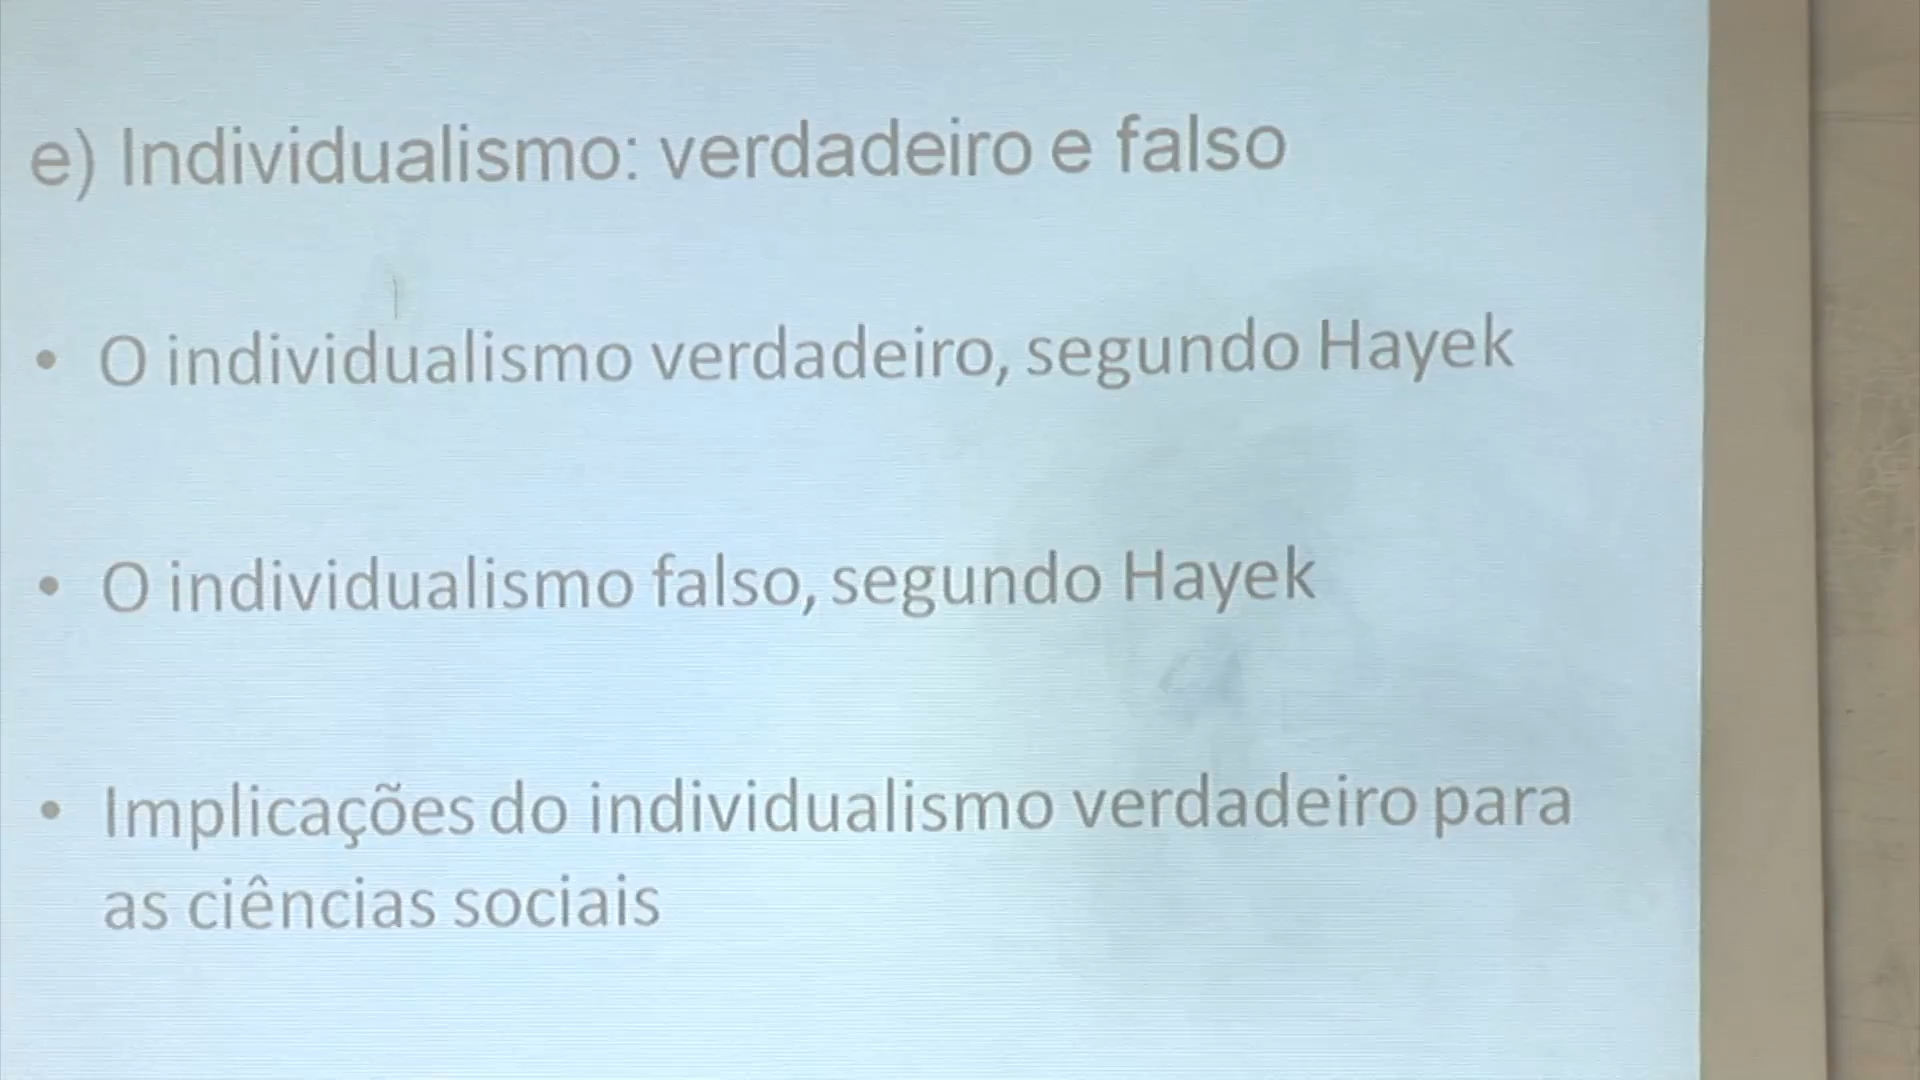 e) Individualismo: verdadeiro e falso
• O individualismo verdadeiro, segundo Hayek
• O individualismo falso, segundo Hayek
• Implicações do individualismo verdadeiro para
as ciências sociais